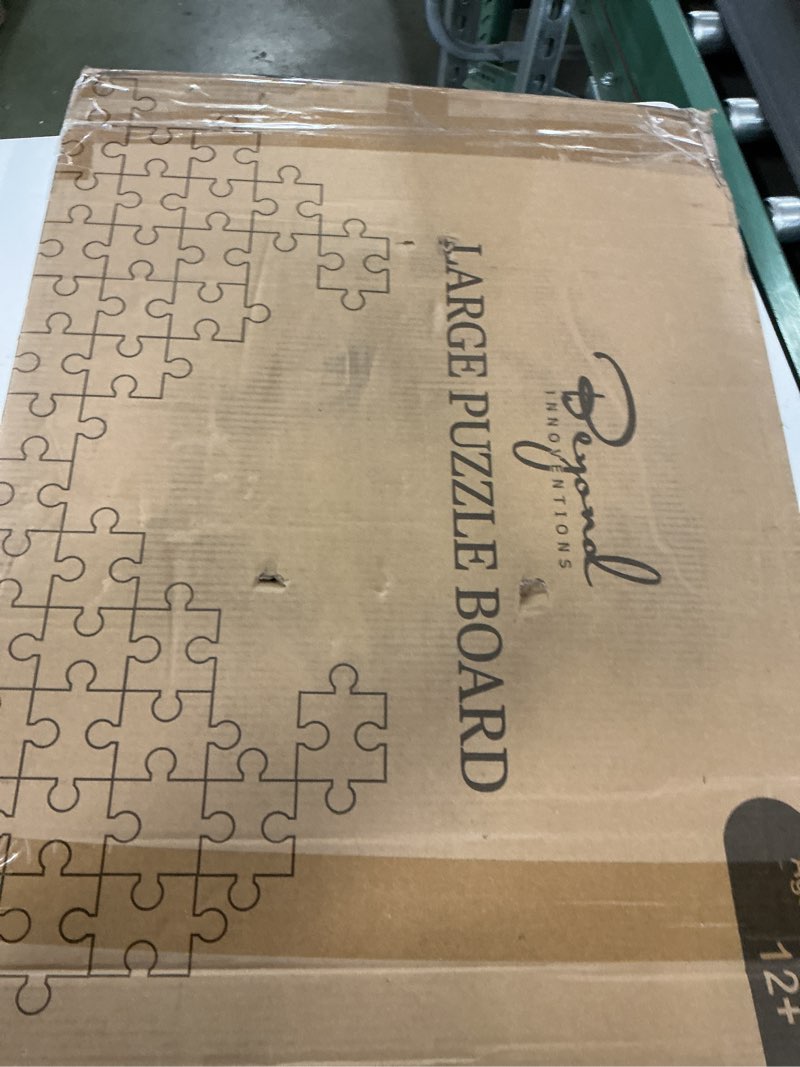 Beyond
INNOVENTIONS
LARGE PUZZLE BOARD
12+